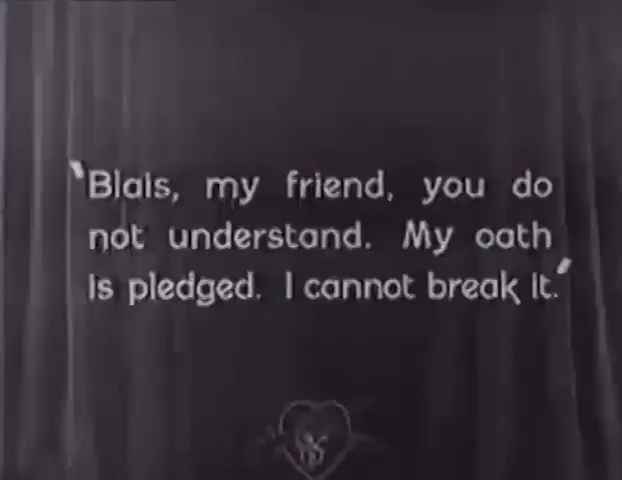 'Blais, my friend, you do
not understand. My oath
is pledged. I cannot break it.'